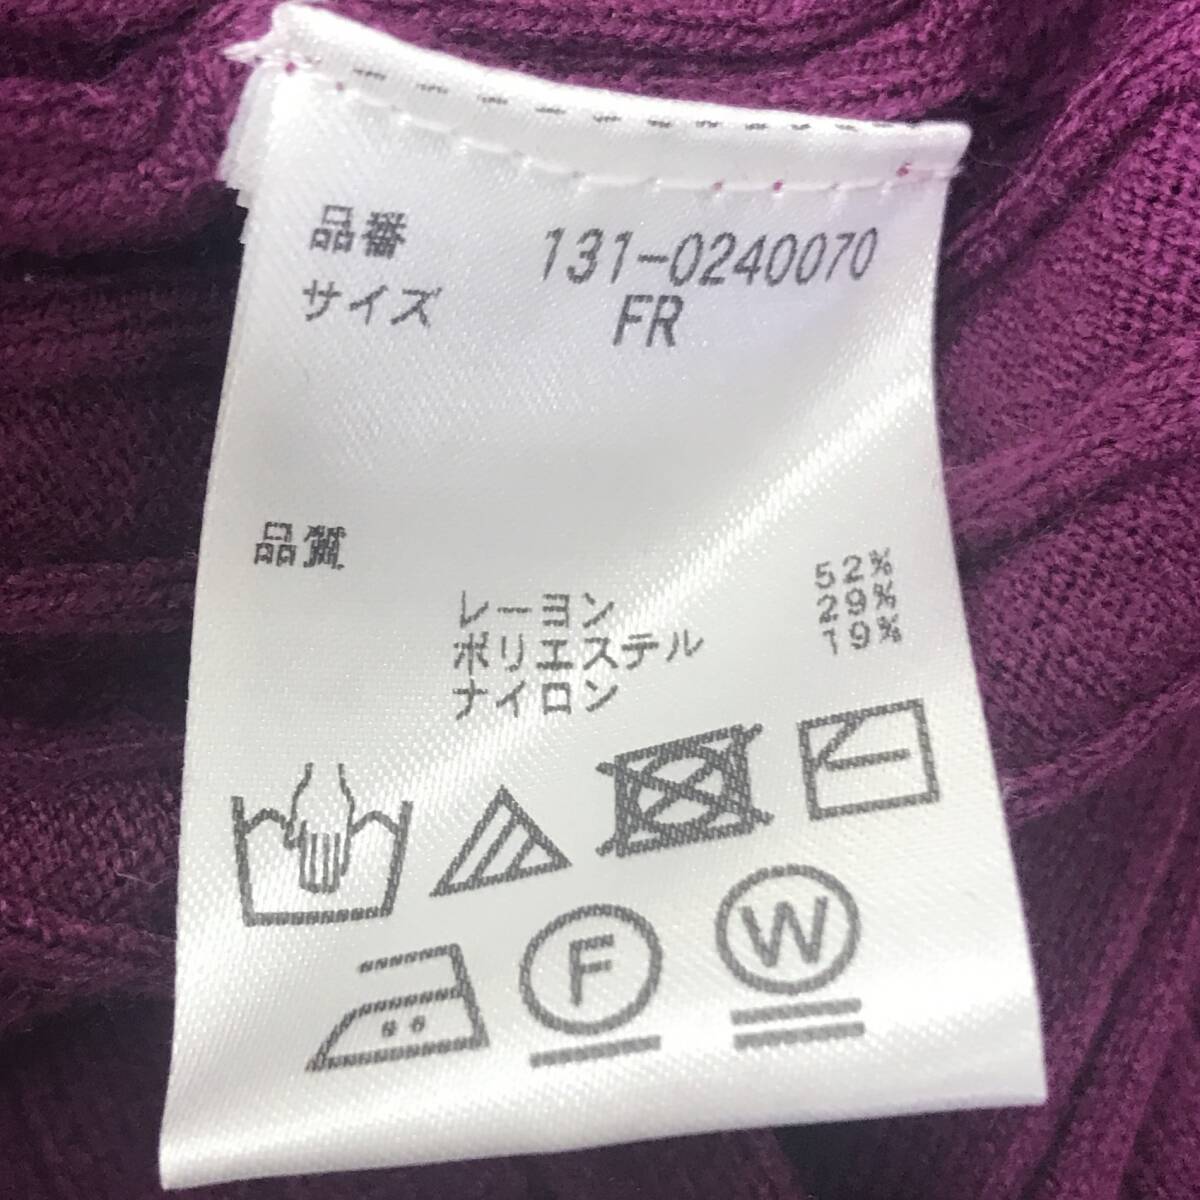 品番 131-0240070
サイズ FR
品質
レーヨン 52%
ポリエステル 29%
ナイロン 19%
F W